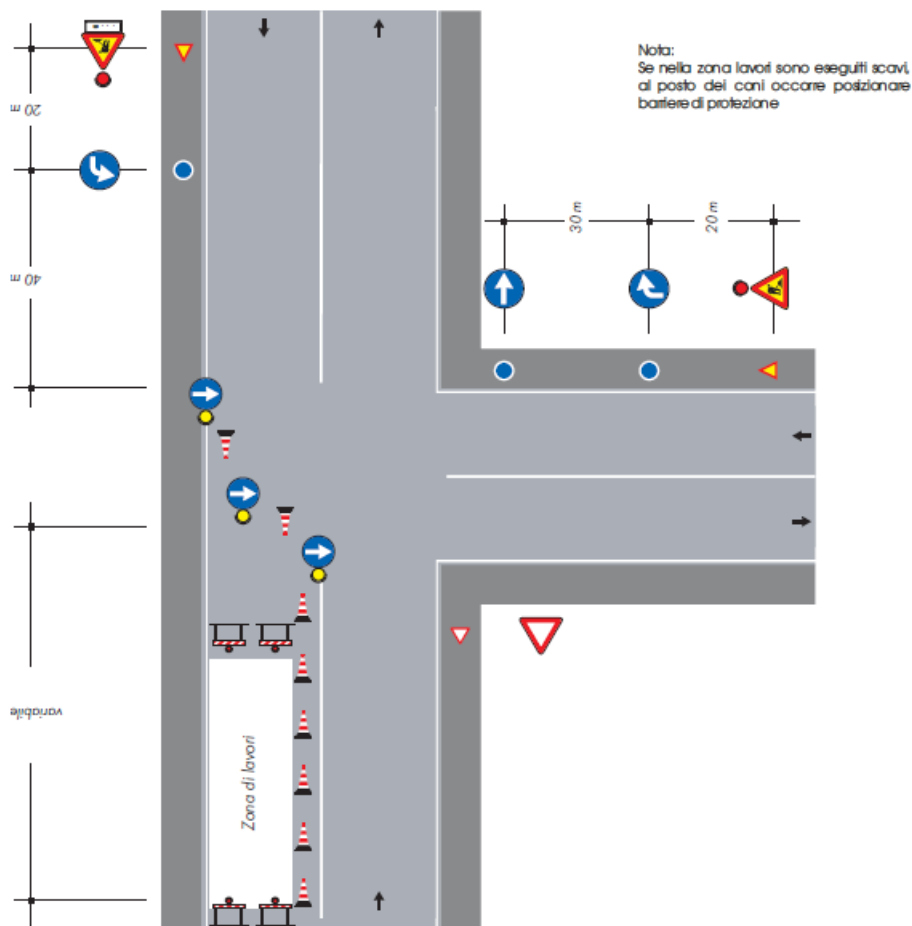 Nota:
Se nella zona lavori sono eseguiti scavi,
al posto dei coni occorre posizionare
barriere di protezione
20 m
40 m
30 m
20 m
variabile
Zona di lavori